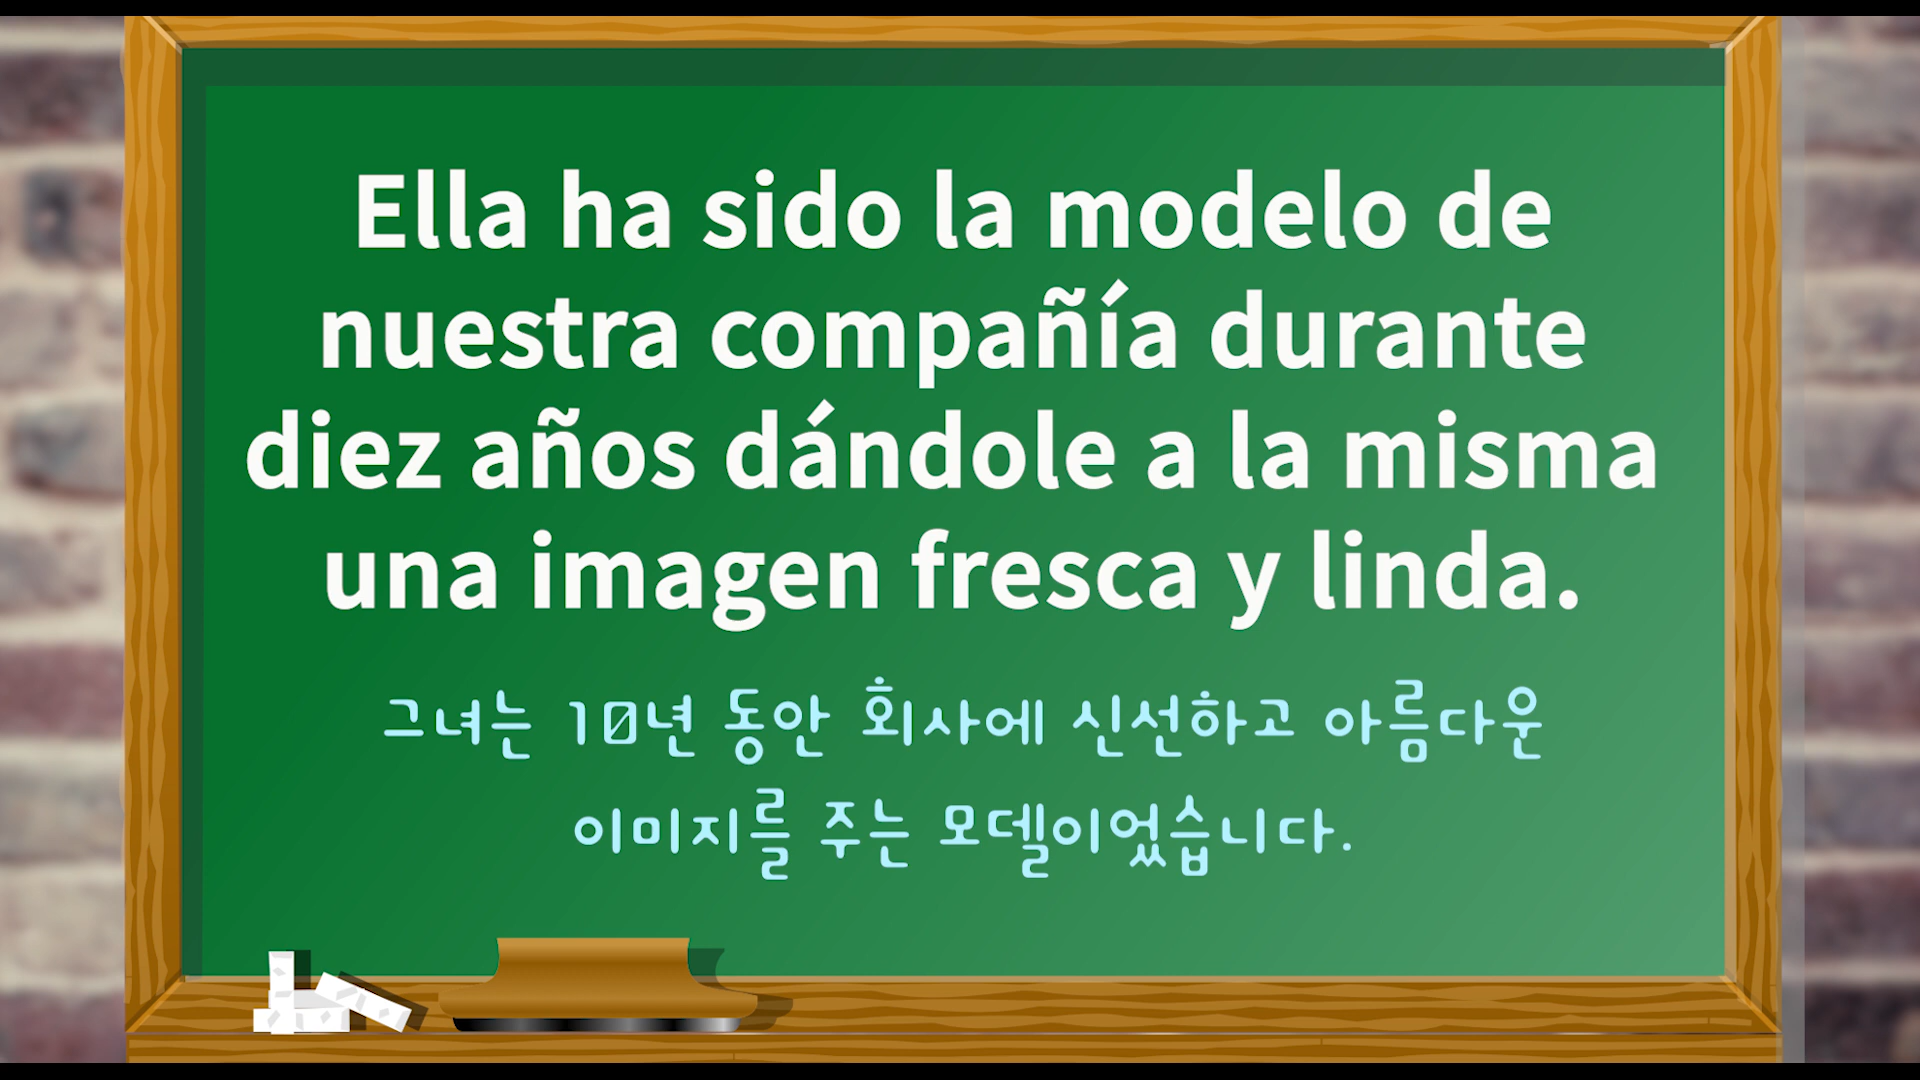 Ella ha sido la modelo de
nuestra compañía durante
diez años dándole a la misma
una imagen fresca y linda.
그녀는 10년 동안 회사에 신선하고 아름다운
이미지를 주는 모델이었습니다.